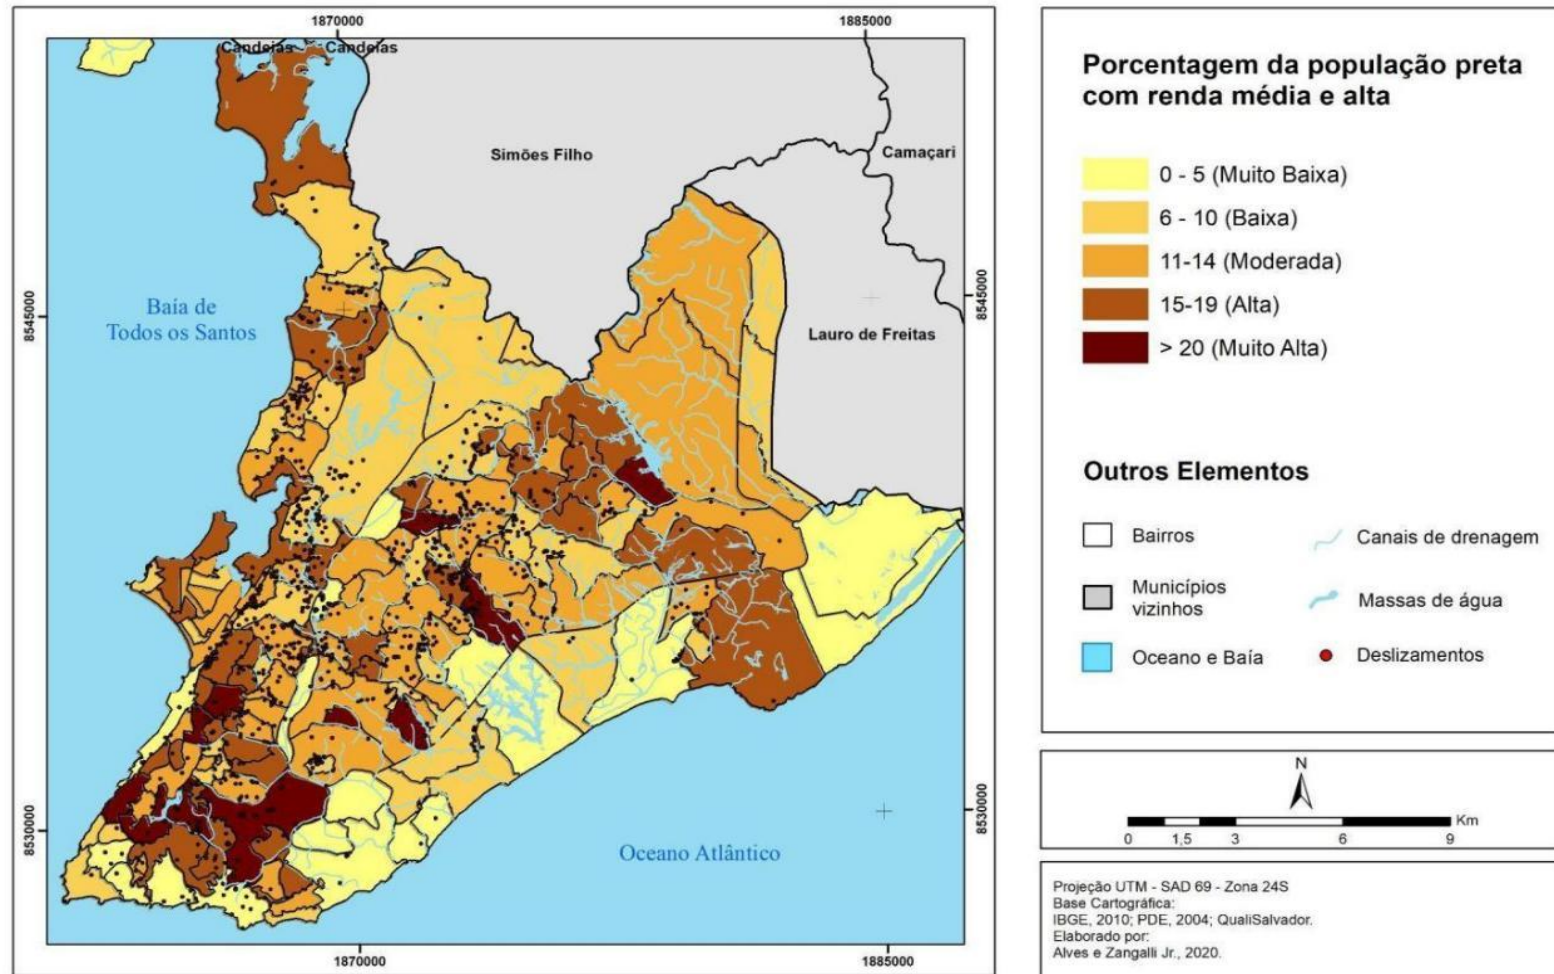 1870000
1885000
Candeias
Candeias
Simões Filho
Camaçari
Baía de
Todos os Santos
8545000
8545000
Lauro de Freitas
8530000
8530000
Oceano Atlântico
1870000
1885000
Porcentagem da população preta
com renda média e alta
0 - 5 (Muito Baixa)
6 - 10 (Baixa)
11-14 (Moderada)
15-19 (Alta)
> 20 (Muito Alta)
Outros Elementos
Bairros
Canais de drenagem
Municípios
vizinhos
Massas de água
Oceano e Baía
Deslizamentos
N
Km
0 1,5 3 6 9
Projeção UTM - SAD 69 - Zona 24S
Base Cartográfica:
IBGE, 2010; PDE, 2004; QualiSalvador.
Elaborado por:
Alves e Zangalli Jr., 2020.